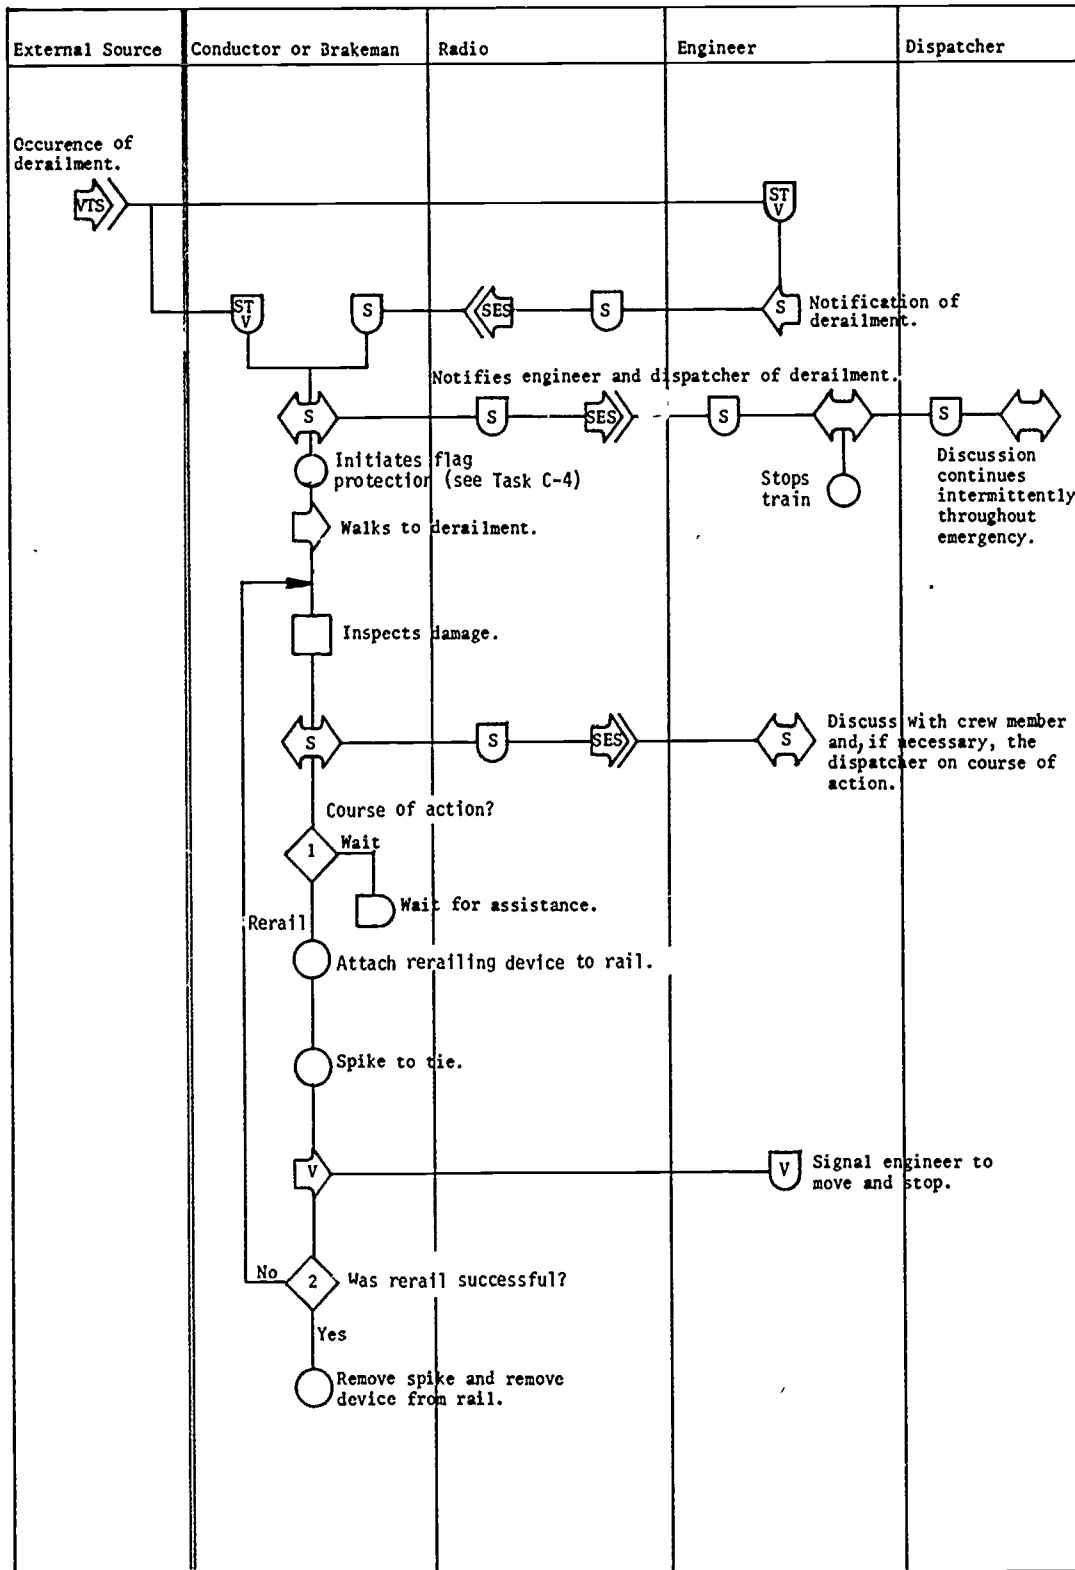 External Source Conductor or Brakeman Radio Engineer Dispatcher
Occurence of
derailment.
VTS
ST
V
ST
V
S
SES
S
S
Notification of
derailment.
Notifies engineer and dispatcher of derailment.
S
S
SES
S
S
Initiates flag
protection (see Task C-4)
Stops
train
Discussion
continues
intermittently
throughout
emergency.
Walks to derailment.
Inspects damage.
S
S
SES
S
Discuss with crew member
and, if necessary, the
dispatcher on course of
action.
Course of action?
1
Wait
Wait for assistance.
Rerail
Attach rerailing device to rail.
Spike to tie.
V
V
Signal engineer to
move and stop.
No
2
Was rerail successful?
Yes
Remove spike and remove
device from rail.